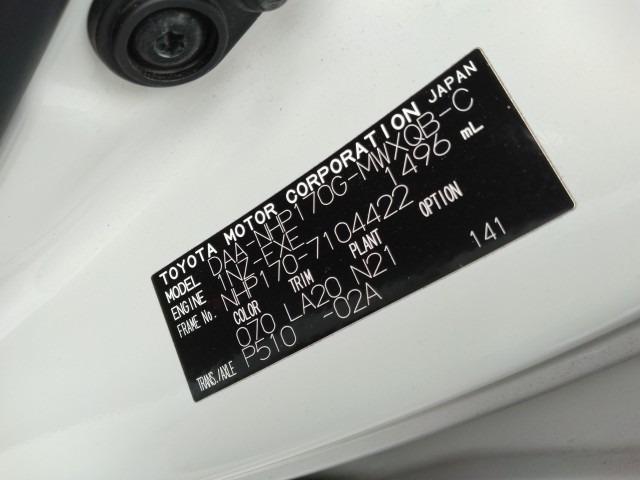 TOYOTA MOTOR CORPORATION JAPAN
MODEL DAA-NHP170G-MWXQB-C
ENGINE 1NZ-FXE 1496 mL
FRAME No. NHP170-7104422
COLOR TRIM PLANT OPTION
070 LA20 N21 141
TRANS./AXLE P510 -02A